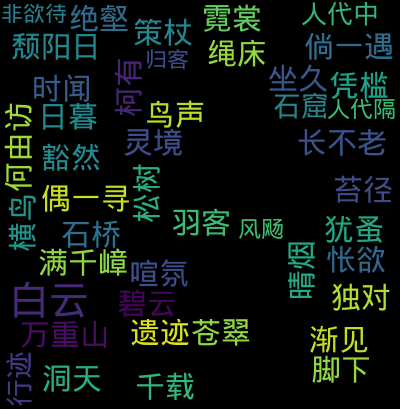 非欲待
绝壑
策杖
霓裳
人代中
颓阳日
归客
绳床
倘一遇
时闻
柯有
坐久
凭槛
何由访
日暮
鸟声
石窟
人代隔
豁然
灵境
长不老
横鸟
偶一寻
松树
苔径
石桥
羽客
风飏
犹蚤
满千嶂
喧氛
晴烟
怅欲
白云
碧云
独对
万重山
遗迹
苍翠
渐见
行迹
洞天
千载
脚下